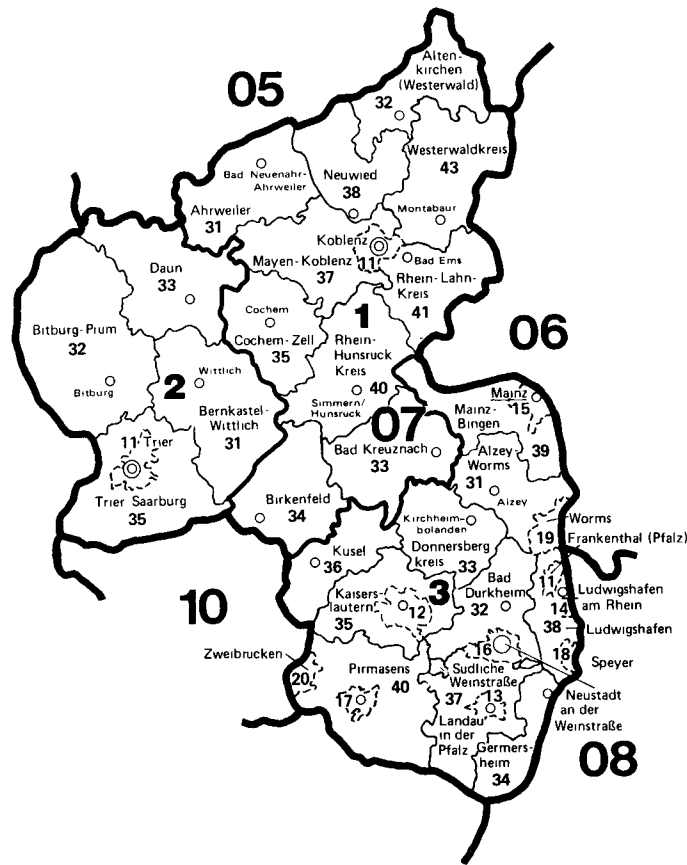 Alten-
kirchen
(Westerwald)
32
05
Westerwaldkreis
43
Bad Neuenahr-
Ahrweiler
Neuwied
38
Ahrweiler
31
Montabaur
Koblenz
11
Bad Ems
Mayen-Koblenz
37
Rhein-Lahn-
Kreis
41
Daun
33
Cochem
Cochem-Zell
35
1
Rhein-
Hunsruck
Kreis
40
Simmern/
Hunsruck
06
Bitburg-Prum
32
Bitburg
2
Wittlich
Bernkastel-
Wittlich
31
07
Mainz
15
Mainz-
Bingen
39
11 Trier
Trier Saarburg
35
Bad Kreuznach
33
Alzey
Worms
31
Alzey
Birkenfeld
34
Kirchheim-
bolanden
Donnersberg
kreis
33
Worms
19
Frankenthal (Pfalz)
Kusel
36
3
Bad
Durkheim
32
11
Ludwigshafen
am Rhein
14
10
Kaisers
lautern
35
12
38
Ludwigshafen
Zweibrucken
20
16
18
Speyer
Pirmasens
40
17
Sudliche
Weinstraße
37
13
Neustadt
an der
Weinstraße
Landau
in der
Pfalz
Germers-
heim
34
08